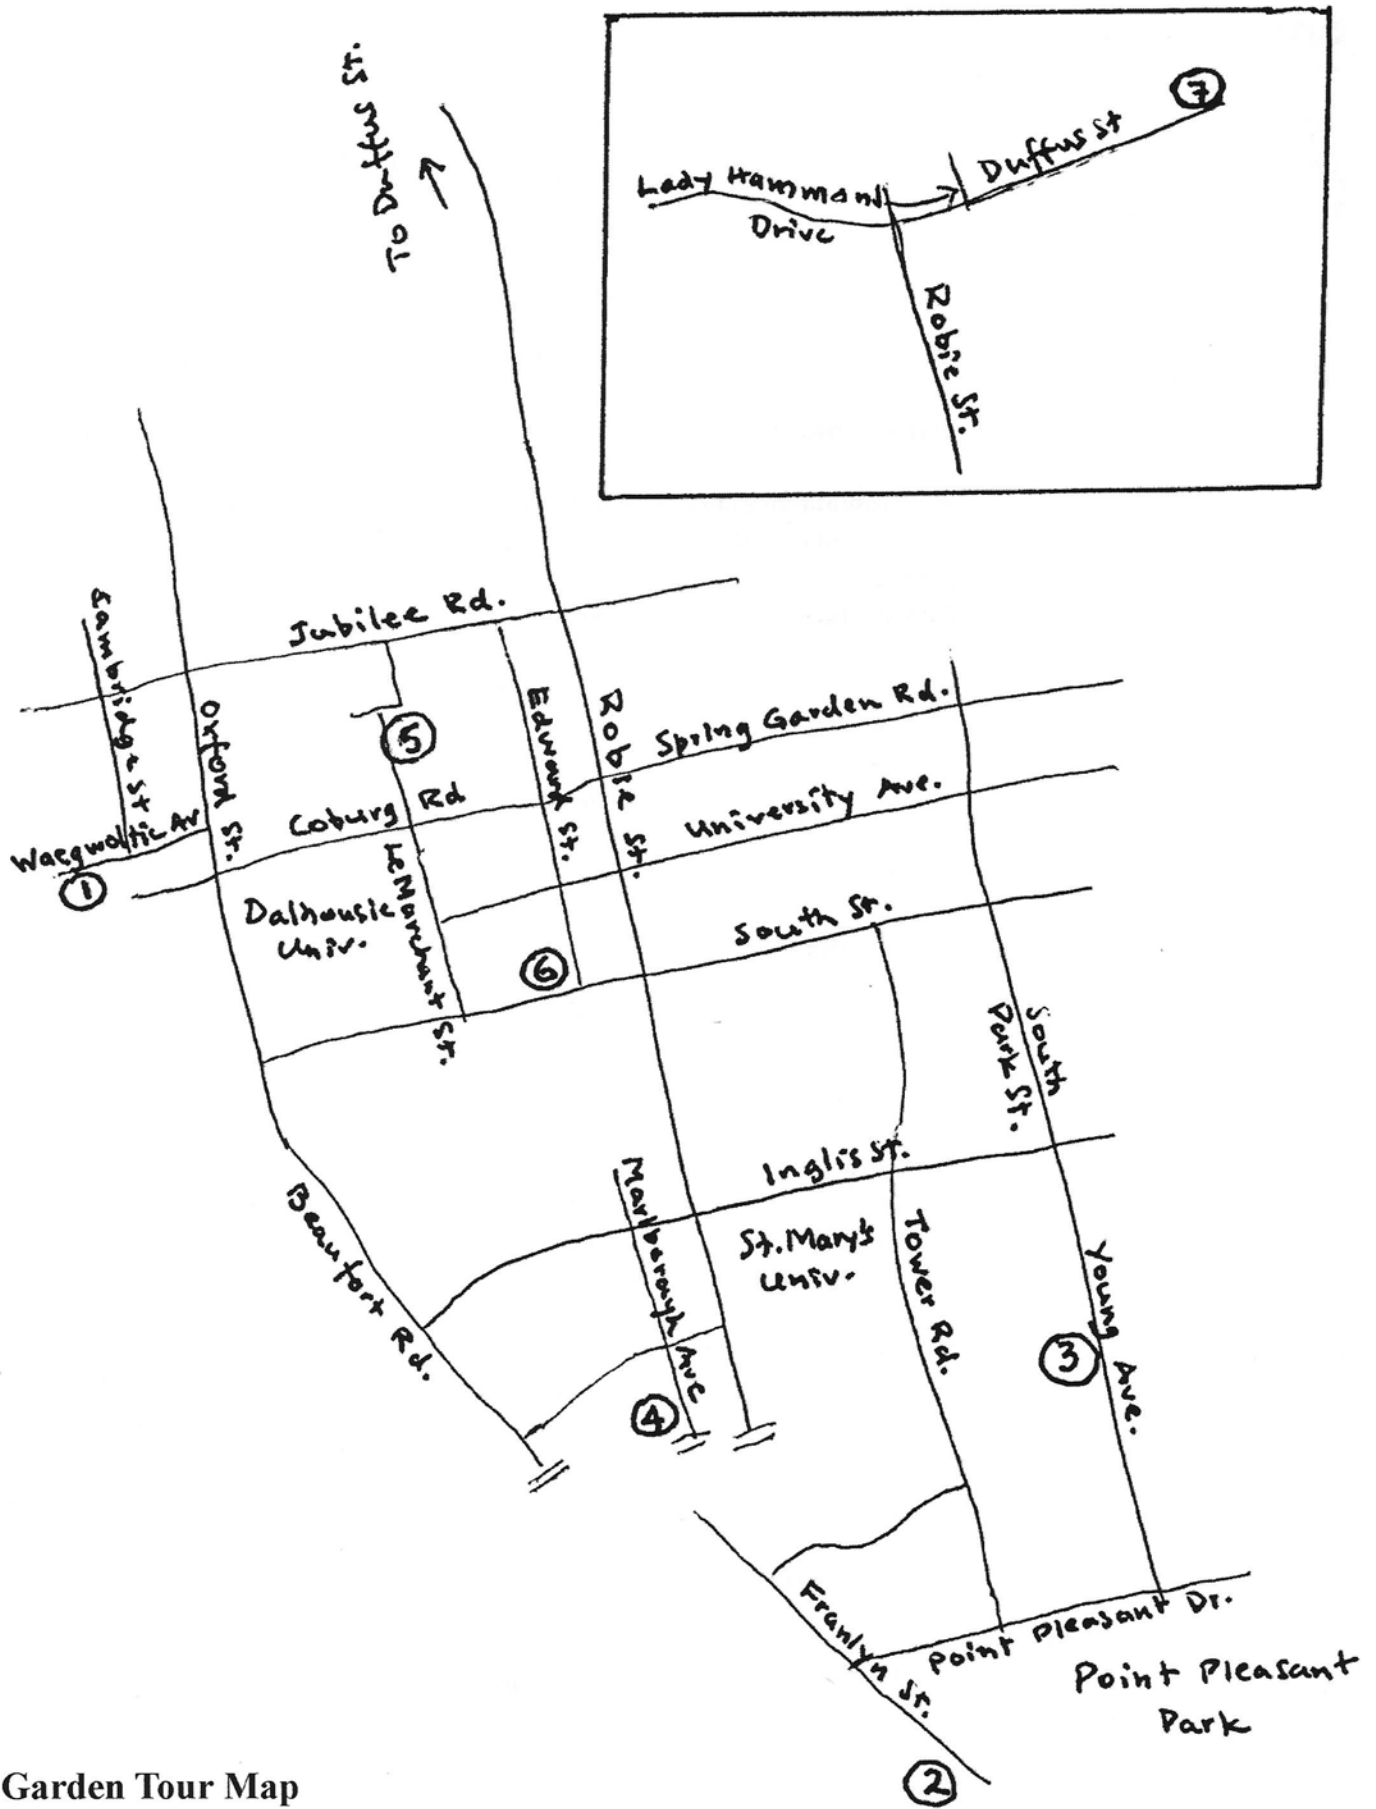 To Duffus St.
7
Duffus St
Lady Hammond
Drive
Robie St.
Jubilee Rd.
Cambridge St
Oxford St.
5
Edward St.
Robie St.
Spring Garden Rd.
Coburg Rd
University Ave.
Waegwoltic Av
1
LeMarchant St.
Dalhousie
Univ.
South St.
6
South
Park St.
Inglis St.
Marlborough Ave
St. Mary's
Univ.
Beaufort Rd.
Tower Rd.
Young Ave.
3
4
Franlyn St.
Point Pleasant Dr.
Point Pleasant
Park
2
Garden Tour Map